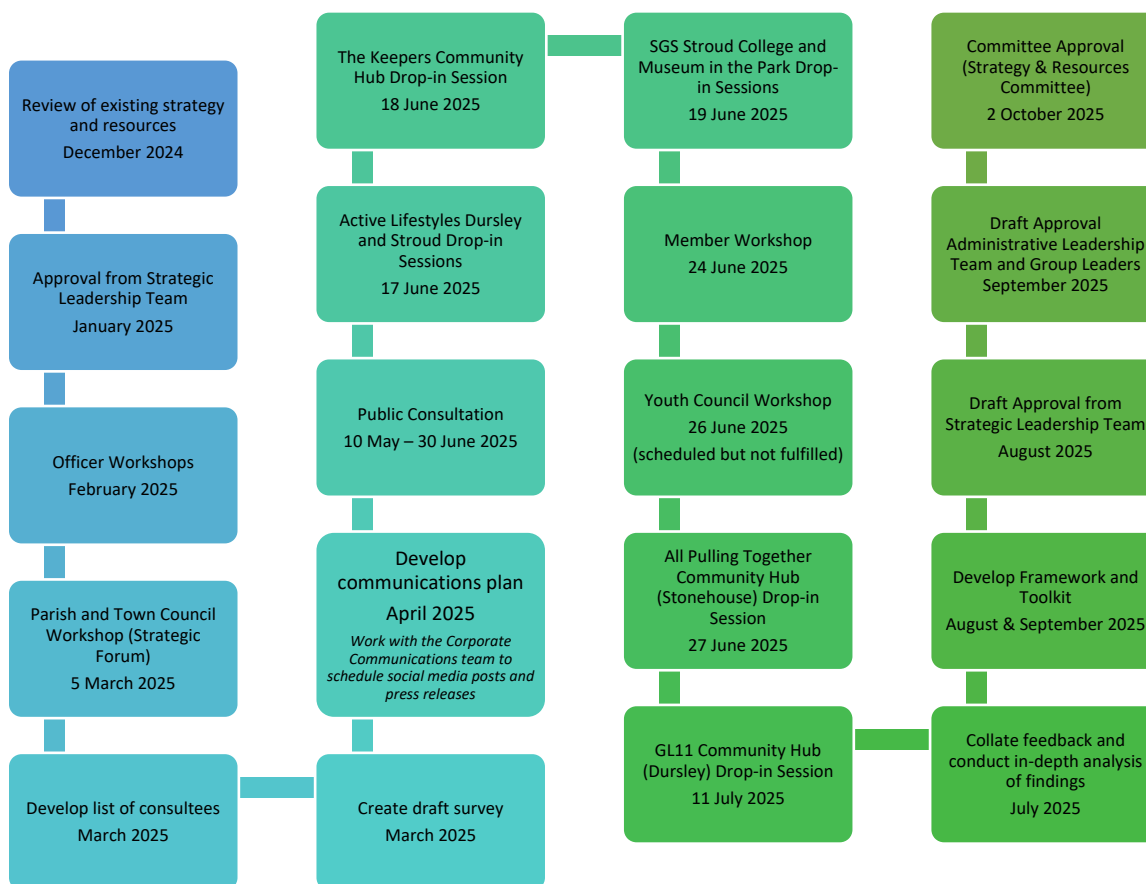 Review of existing strategy
and resources
December 2024
Approval from Strategic
Leadership Team
January 2025
Officer Workshops
February 2025
Parish and Town Council
Workshop (Strategic
Forum)
5 March 2025
Develop list of consultees
March 2025
Create draft survey
March 2025
Develop
communications plan
April 2025
Work with the Corporate
Communications team to
schedule social media posts and
press releases
Public Consultation
10 May – 30 June 2025
Active Lifestyles Dursley
and Stroud Drop-in
Sessions
17 June 2025
The Keepers Community
Hub Drop-in Session
18 June 2025
SGS Stroud College and
Museum in the Park Drop-
in Sessions
19 June 2025
Member Workshop
24 June 2025
Youth Council Workshop
26 June 2025
(scheduled but not fulfilled)
All Pulling Together
Community Hub
(Stonehouse) Drop-in
Session
27 June 2025
GL11 Community Hub
(Dursley) Drop-in Session
11 July 2025
Collate feedback and
conduct in-depth analysis
of findings
July 2025
Develop Framework and
Toolkit
August & September 2025
Draft Approval from
Strategic Leadership Team
August 2025
Draft Approval
Administrative Leadership
Team and Group Leaders
September 2025
Committee Approval
(Strategy & Resources
Committee)
2 October 2025